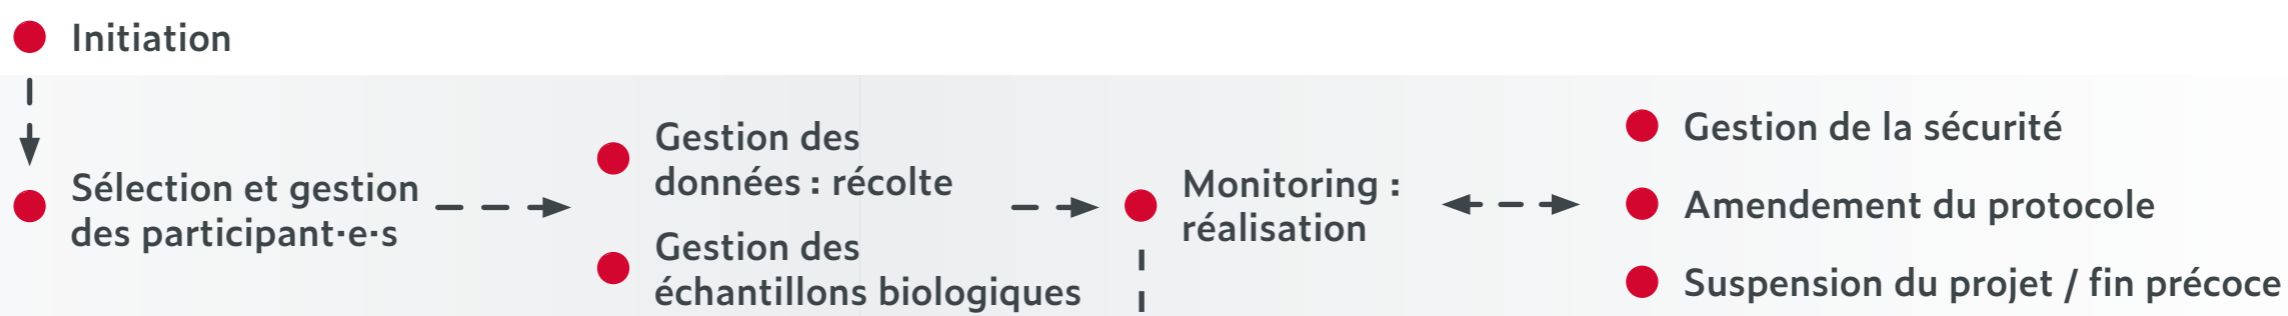 Initiation
Sélection et gestion
des participant·e·s
Gestion des
données : récolte
Gestion des
échantillons biologiques
Monitoring :
réalisation
Gestion de la sécurité
Amendement du protocole
Suspension du projet / fin précoce